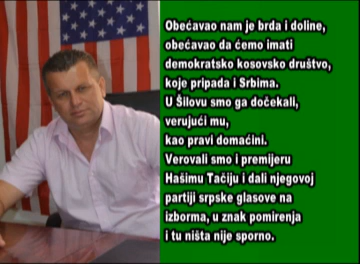 Obećavao nam je brda i doline,
obećavao da ćemo imati
demokratsko kosovsko društvo,
koje pripada i Srbima.
U Šilovu smo ga dočekali,
verujući mu,
kao pravi domaćini.
Verovali smo i premijeru
Hašimu Tačiju i dali njegovoj
partiji srpske glasove na
izborma, u znak pomirenja
i tu ništa nije sporno.